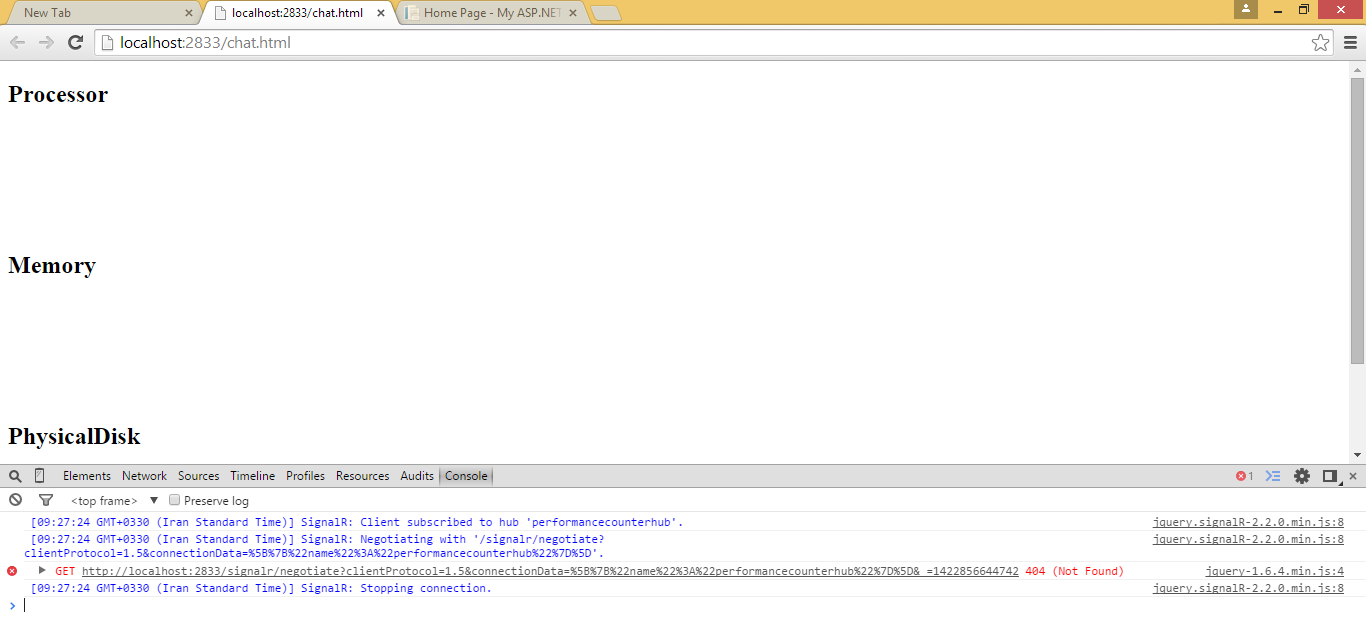 New Tab
localhost:2833/chat.html
Home Page - My ASP.NET
localhost:2833/chat.html
Processor
Memory
PhysicalDisk
Elements Network Sources Timeline Profiles Resources Audits Console 1
<top frame> Preserve log
[09:27:24 GMT+0330 (Iran Standard Time)] SignalR: Client subscribed to hub 'performancecounterhub'. jquery.signalR-2.2.0.min.js:8
[09:27:24 GMT+0330 (Iran Standard Time)] SignalR: Negotiating with '/signalr/negotiate? jquery.signalR-2.2.0.min.js:8
clientProtocol=1.5&connectionData=%5B%7B%22name%22%3A%22performancecounterhub%22%7D%5D'.
GET http://localhost:2833/signalr/negotiate?clientProtocol=1.5&connectionData=%5B%7B%22name%22%3A%22performancecounterhub%22%7D%5D&_=1422856644742 404 (Not Found) jquery-1.6.4.min.js:4
[09:27:24 GMT+0330 (Iran Standard Time)] SignalR: Stopping connection. jquery.signalR-2.2.0.min.js:8